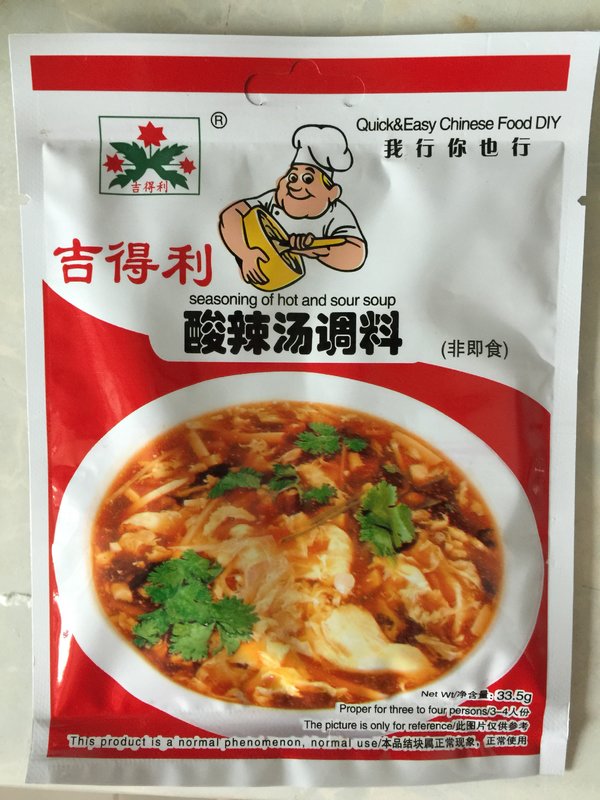 ®
Quick&Easy Chinese Food DIY
我行你也行
吉得利
吉得利
seasoning of hot and sour soup
酸辣汤调料
(非即食)
Net Wt/净含量: 33.5g
Proper for three to four persons/3-4人份
The picture is only for reference/此图片仅供参考
This product is a normal phenomenon, normal use/本品结块属正常现象, 正常使用